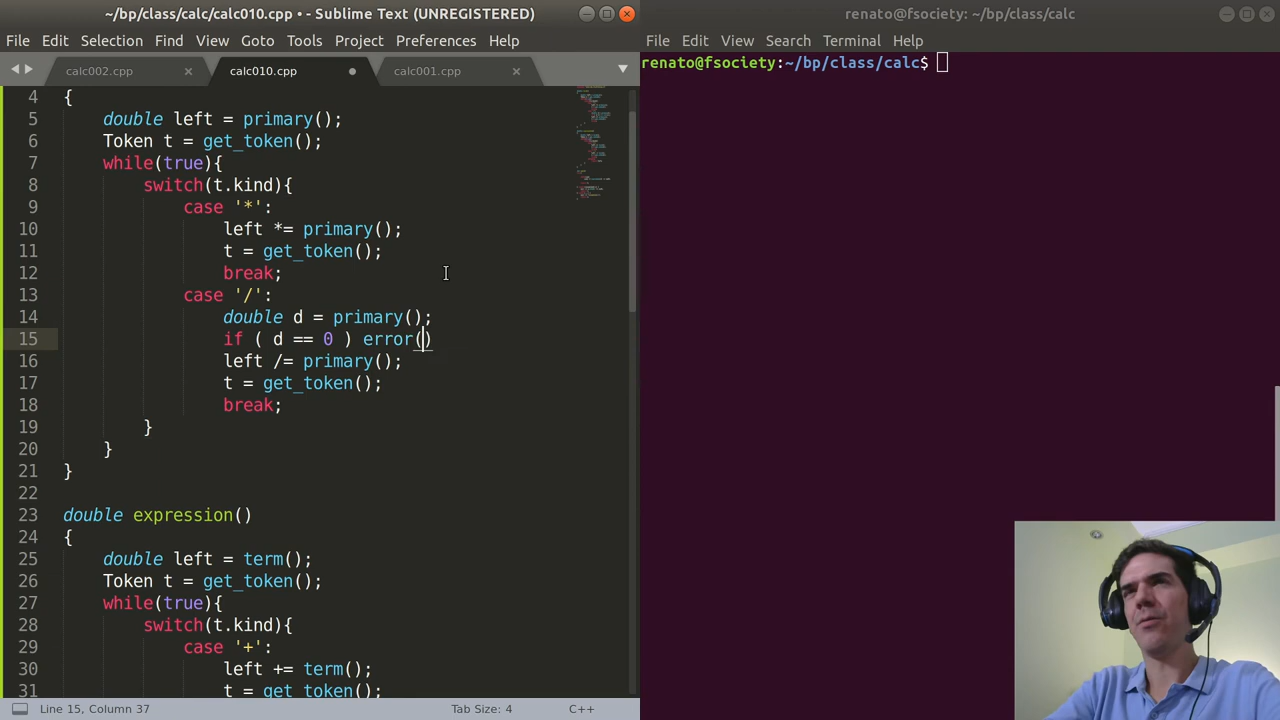 ~/bp/class/calc/calc010.cpp • - Sublime Text (UNREGISTERED)
File Edit Selection Find View Goto Tools Project Preferences Help
calc002.cpp × calc010.cpp calc001.cpp ×
4 {
5 double left = primary();
6 Token t = get_token();
7 while(true){
8 switch(t.kind){
9 case '*':
10 left *= primary();
11 t = get_token();
12 break;
13 case '/':
14 double d = primary();
15 if ( d == 0 ) error()
16 left /= primary();
17 t = get_token();
18 break;
19 }
20 }
21 }
22
23 double expression()
24 {
25 double left = term();
26 Token t = get_token();
27 while(true){
28 switch(t.kind){
29 case '+':
30 left += term();
31 t = get_token();
Line 15, Column 37 Tab Size: 4 C++
renato@fsociety: ~/bp/class/calc
File Edit View Search Terminal Help
renato@fsociety:~/bp/class/calc$